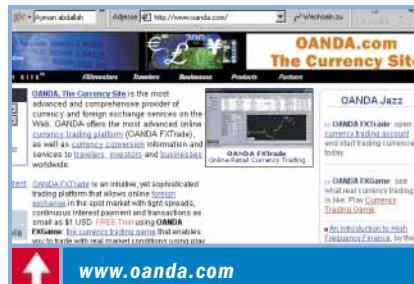 Ayman abdallah Adresse http://www.oanda.com/ Wechseln zu
OANDA.com
The Currency Site
FXInvestors Travelers Businesses Products Partners
OANDA, The Currency Site is the most
advanced and comprehensive provider of
currency and foreign exchange services on the
Web. OANDA offers the most advanced online
currency trading platform (OANDA FXTrade),
as well as currency conversion information and
services to travelers, investors and businesses
worldwide.
OANDA FXTrade
Online Retail Currency Trading
OANDA FXTrade is an intuitive, yet sophisticated
trading platform that allows online foreign
exchange in the spot market with tight spreads,
continuous interest payment and transactions as
small as $1 USD. FREE Trial using OANDA
FXGame: the currency trading game that enables
you to trade with real market conditions using play
OANDA Jazz
OANDA FXTrade: open
currency trading account
and start trading currencie
today.
OANDA FXGame: see
what real currency trading
is like. Play Currency
Trading Game.
An Introduction to High
Frequency Finance, by the
www.oanda.com